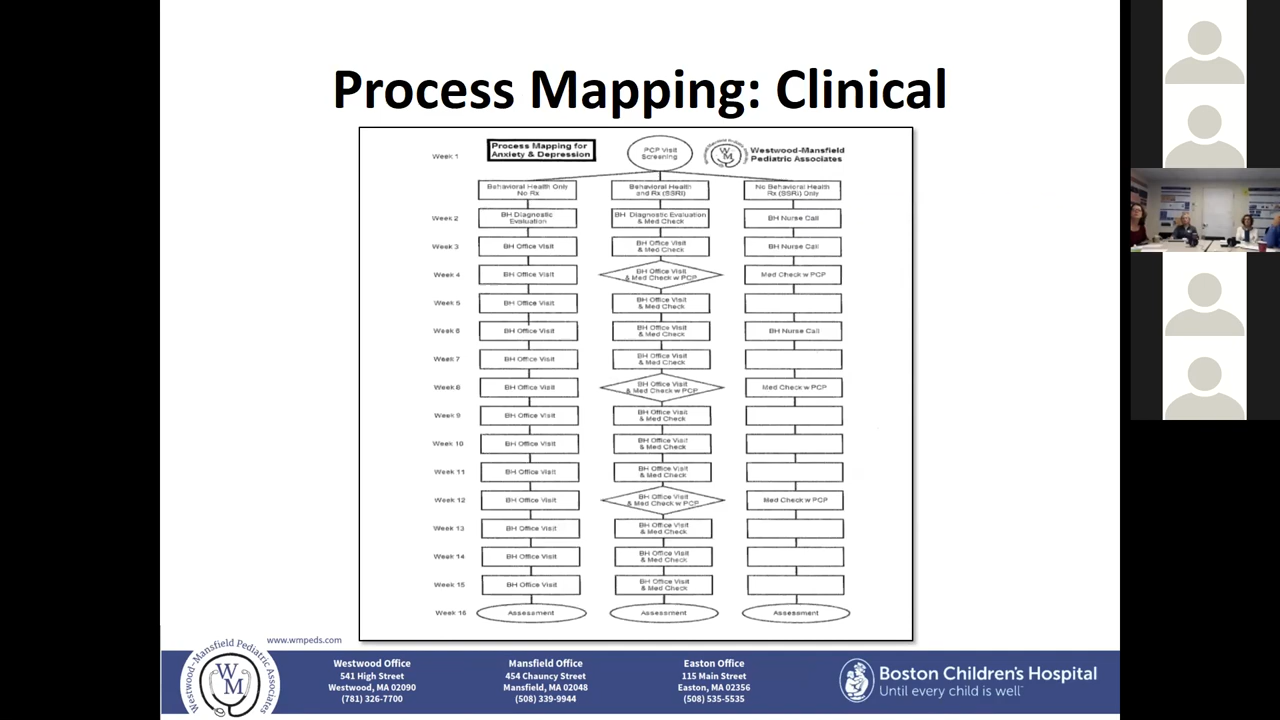 Process Mapping: Clinical
Week 1
Process Mapping for
Anxiety & Depression
PCP Visit
Screening
WM
Westwood-Mansfield
Pediatric Associates
Behavioral Health Only
No Rx
Behavioral Health
and Rx (SSRI)
No Behavioral Health
Rx (SSRI) Only
Week 2
BH Diagnostic
Evaluation
BH Diagnostic Evaluation
& Med Check
BH Nurse Call
Week 3
BH Office Visit
BH Office Visit
& Med Check
BH Nurse Call
Week 4
BH Office Visit
BH Office Visit
& Med Check w PCP
Med Check w PCP
Week 5
BH Office Visit
BH Office Visit
& Med Check
Week 6
BH Office Visit
BH Office Visit
& Med Check
BH Nurse Call
Week 7
BH Office Visit
BH Office Visit
& Med Check
Week 8
BH Office Visit
BH Office Visit
& Med Check w PCP
Med Check w PCP
Week 9
BH Office Visit
BH Office Visit
& Med Check
Week 10
BH Office Visit
BH Office Visit
& Med Check
Week 11
BH Office Visit
BH Office Visit
& Med Check
Week 12
BH Office Visit
BH Office Visit
& Med Check w PCP
Med Check w PCP
Week 13
BH Office Visit
BH Office Visit
& Med Check
Week 14
BH Office Visit
BH Office Visit
& Med Check
Week 15
BH Office Visit
BH Office Visit
& Med Check
Week 16
Assessment
Assessment
Assessment
www.wmpeds.com
Westwood-Mansfield Pediatric Associates
WM
Westwood Office
541 High Street
Westwood, MA 02090
(781) 326-7700
Mansfield Office
454 Chauncy Street
Mansfield, MA 02048
(508) 339-9944
Easton Office
115 Main Street
Easton, MA 02356
(508) 535-5535
Boston Children's Hospital
Until every child is well